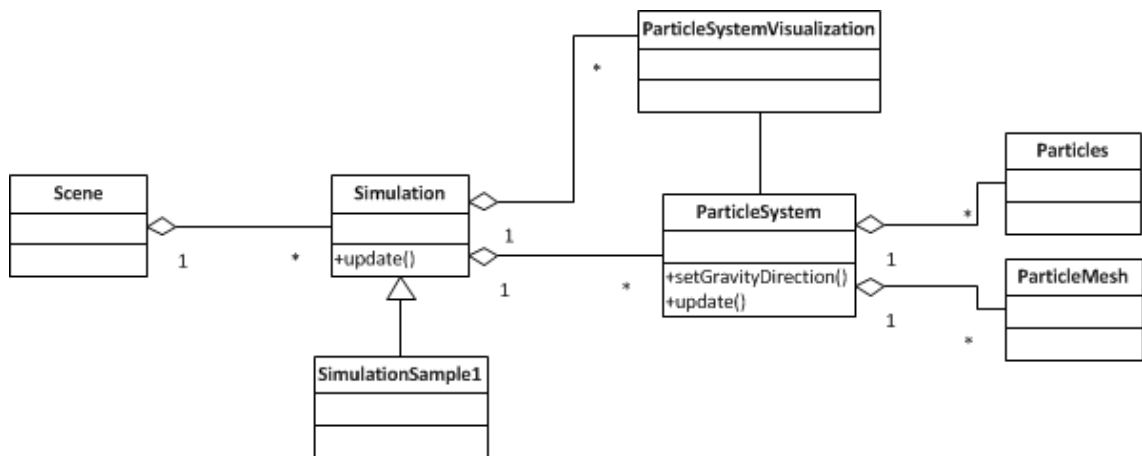 ParticleSystemVisualization
*
Particles
Scene
Simulation
ParticleSystem
*
1
*
+update()
1
1
*
+setGravityDirection()
+update()
1
ParticleMesh
1
*
SimulationSample1